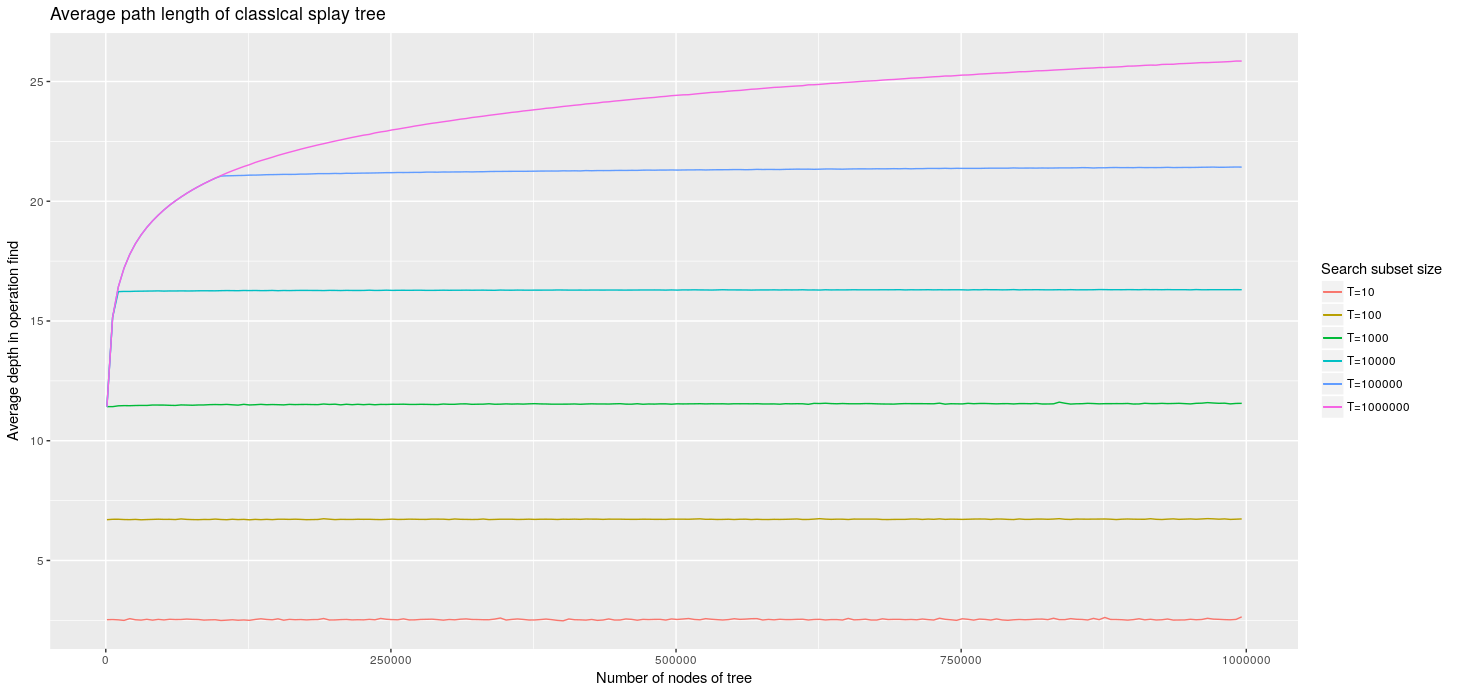 Average path length of classical splay tree
Average depth in operation find
25
20
15
10
5
0
250000
500000
750000
1000000
Number of nodes of tree
Search subset size
T=10
T=100
T=1000
T=10000
T=100000
T=1000000